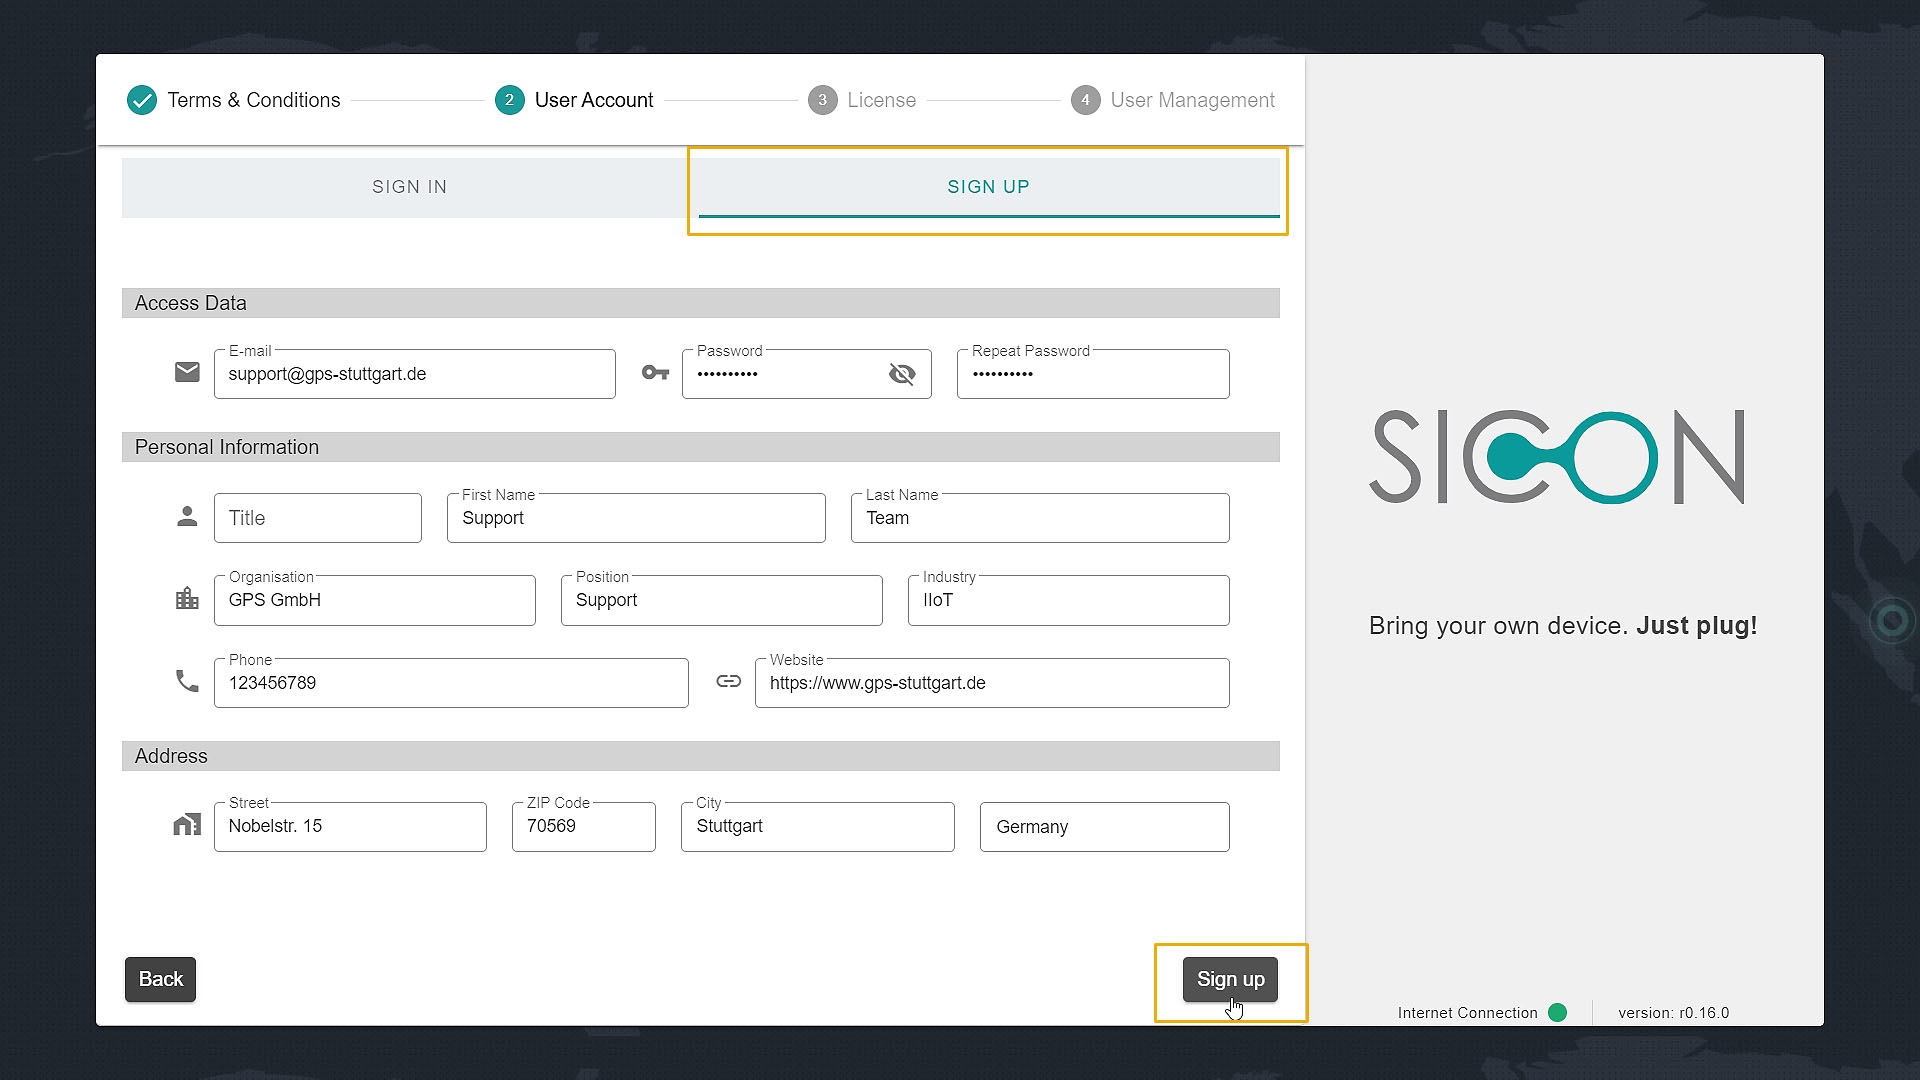 Terms & Conditions
2 User Account
3 License
4 User Management
SIGN IN
SIGN UP
Access Data
E-mail
support@gps-stuttgart.de
Password
••••••••••
Repeat Password
••••••••••
Personal Information
Title
First Name
Support
Last Name
Team
Organisation
GPS GmbH
Position
Support
Industry
IIoT
Phone
123456789
Website
https://www.gps-stuttgart.de
Address
Street
Nobelstr. 15
ZIP Code
70569
City
Stuttgart
Germany
Back
Sign up
SICON
Bring your own device. Just plug!
Internet Connection
version: r0.16.0